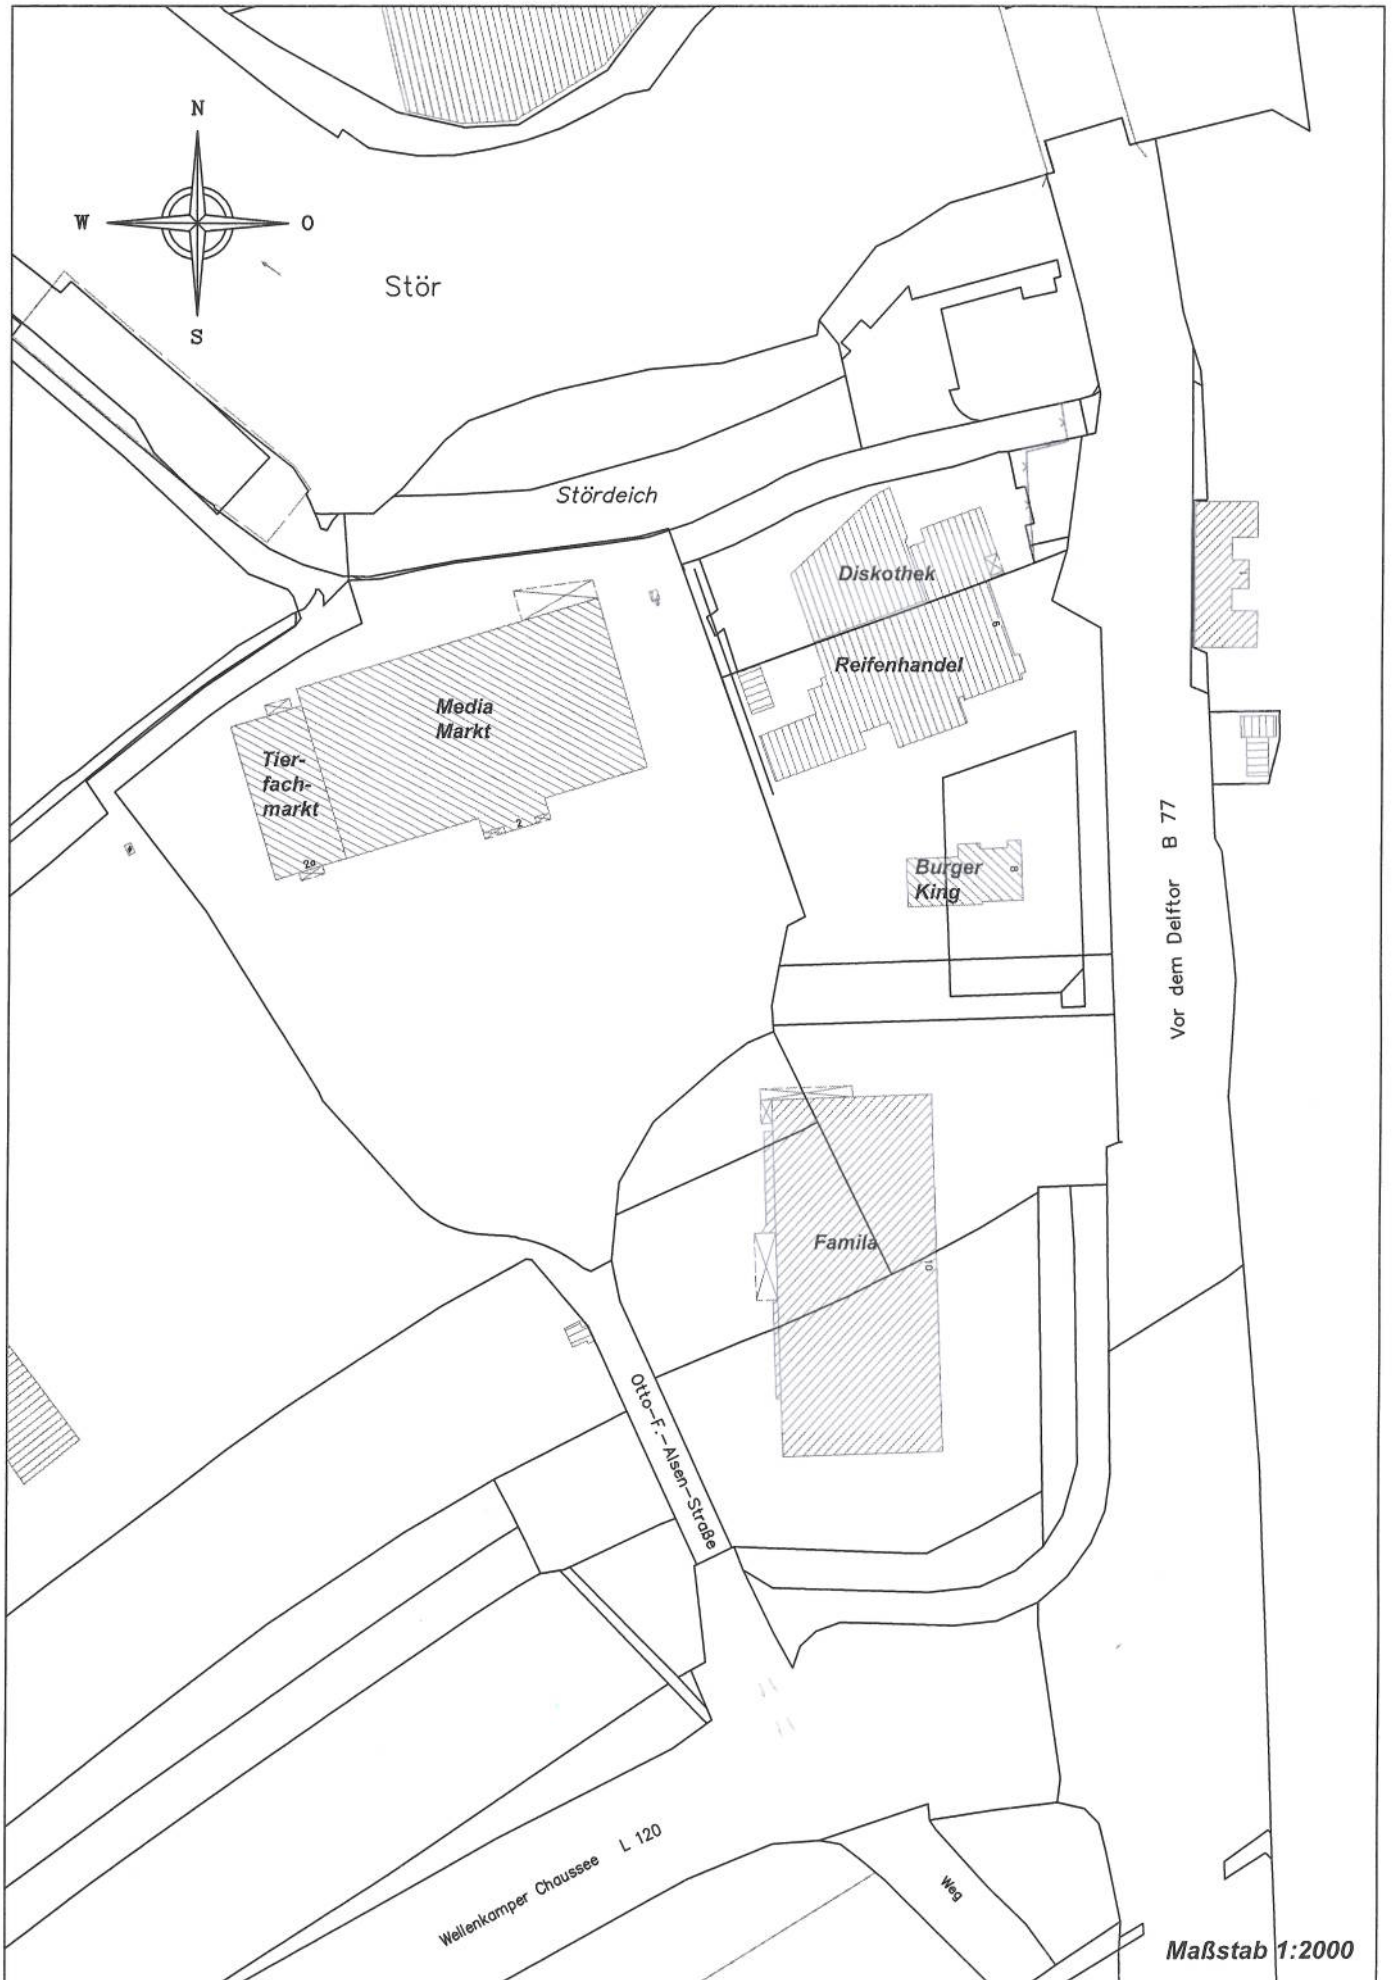 N
W
O
S
Stör
Stördeich
Diskothek
6
Reifenhandel
1
Media
Markt
Tier-
fach-
markt
2
2a
Burger
King
8
Vor dem Delftor B 77
Famila
10
Otto-F.-Alsen-Straße
Wellenkamper Chaussee L 120
Weg
Maßstab 1:2000